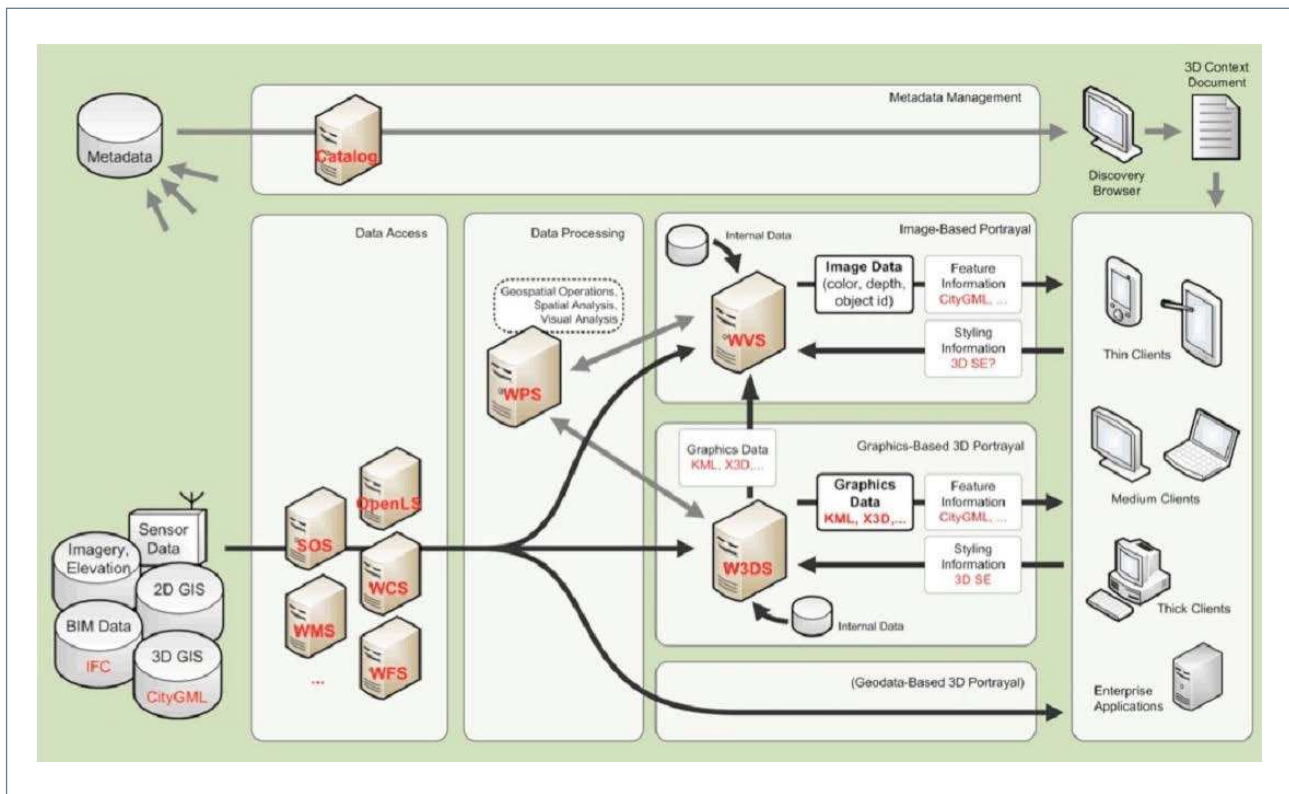 Metadata Management
3D Context
Document
Metadata
Catalog
Discovery
Browser
Data Access
Data Processing
Image-Based Portrayal
Internal Data
Geospatial Operations,
Spatial Analysis,
Visual Analysis
WPS
WVS
Image Data
(color, depth,
object id)
Feature
Information
CityGML, ...
Styling
Information
3D SE?
Thin Clients
Graphics Data
KML, X3D,...
Graphics-Based 3D Portrayal
Graphics
Data
KML, X3D,...
Feature
Information
CityGML, ...
Styling
Information
3D SE
W3DS
Internal Data
Medium Clients
Thick Clients
Sensor
Data
Imagery,
Elevation
2D GIS
BIM Data
IFC
3D GIS
CityGML
OpenLS
SOS
WCS
WMS
WFS
...
(Geodata-Based 3D Portrayal)
Enterprise
Applications